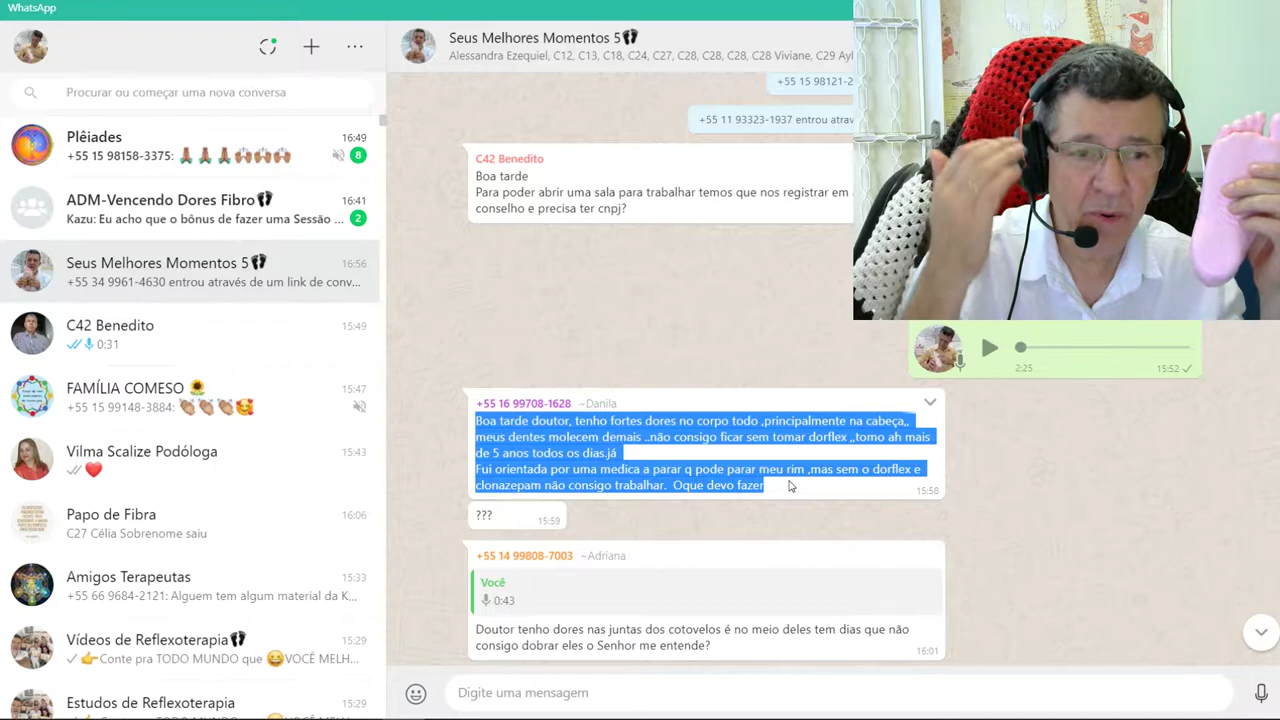 WhatsApp
Procurar ou começar uma nova conversa
Plêiades
16:49
+55 15 98158-3375: 🙏🏽🙏🏽🙏🏽🙌🏼🙌🏼🙌🏼
8
ADM-Vencendo Dores Fibro👣
16:41
Kazu: Eu acho que o bônus de fazer uma Sessão ...
2
Seus Melhores Momentos 5👣
16:56
+55 34 9961-4630 entrou através de um link de conv...
C42 Benedito
15:49
0:31
FAMÍLIA COMESO 🌻
15:47
+55 15 99148-3884: 👏🏼👏🏼👏🏼🥰
Vilma Scalize Podóloga
15:43
❤️
Papo de Fibra
16:06
C27 Célia Sobrenome saiu
Amigos Terapeutas
15:33
+55 66 9684-2121: Alguem tem algum material da K...
Vídeos de Reflexoterapia👣
15:29
👉Conte pra TODO MUNDO que 😄VOCÊ MELH...
Estudos de Reflexoterapia
15:29
Seus Melhores Momentos 5👣
Alessandra Ezequiel, C12, C13, C18, C24, C27, C28, C28, C28, C28 Viviane, C29 Ayl
+55 15 98121-2
+55 11 93323-1937 entrou atrav
C42 Benedito
Boa tarde
Para poder abrir uma sala para trabalhar temos que nos registrar em
conselho e precisa ter cnpj?
2:25
15:52
+55 16 99708-1628 ~Danila
Boa tarde doutor, tenho fortes dores no corpo todo ,principalmente na cabeça,,
meus dentes molecem demais ..não consigo ficar sem tomar dorflex ,,tomo ah mais
de 5 anos todos os dias.já
Fui orientada por uma medica a parar q pode parar meu rim ,mas sem o dorflex e
clonazepam não consigo trabalhar. Oque devo fazer
15:58
???
15:59
+55 14 99808-7003 ~Adriana
Você
0:43
Doutor tenho dores nas juntas dos cotovelos é no meio deles tem dias que não
consigo dobrar eles o Senhor me entende?
16:01
Digite uma mensagem